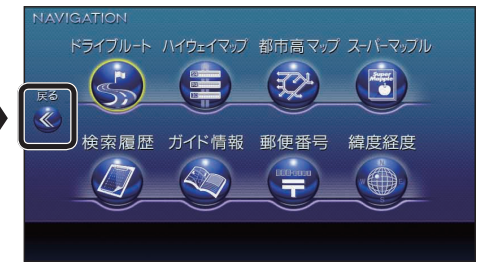 NAVIGATION
ドライブルート ハイウェイマップ 都市高マップ スーパーマップル
戻る
Super Mapple
検索履歴 ガイド情報 郵便番号 緯度経度
N
W E
S